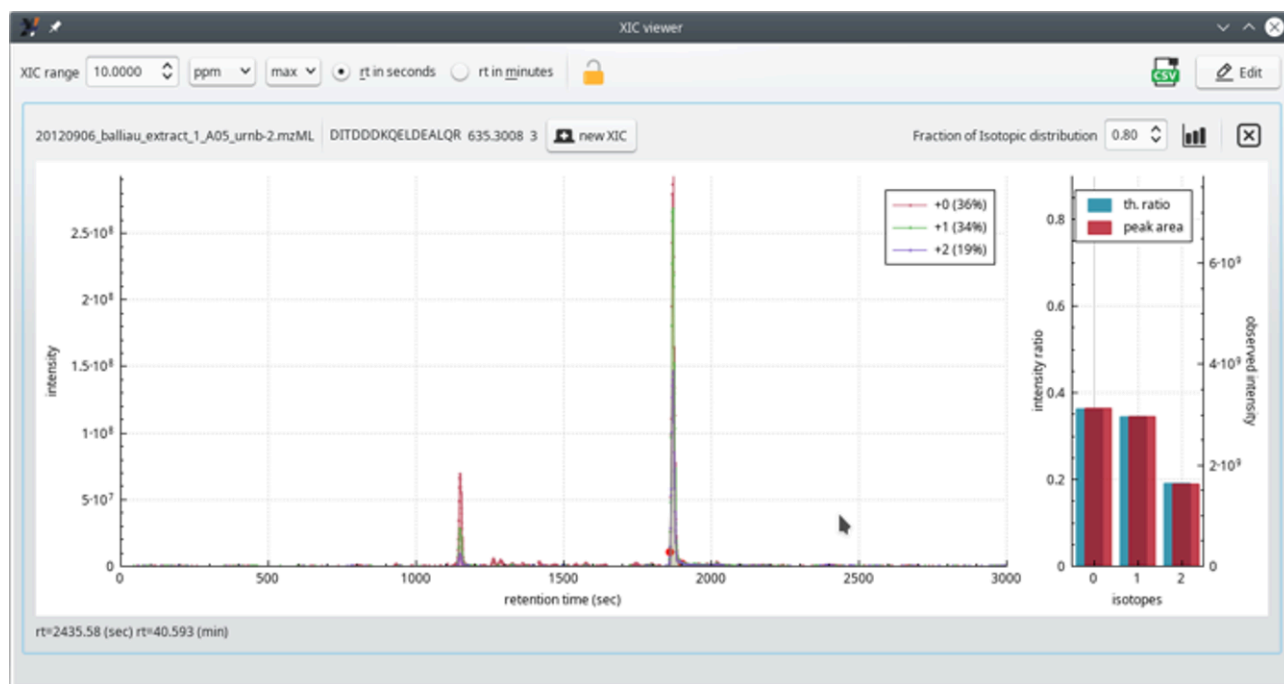 XIC viewer
XIC range 10.0000 ppm max rt in seconds rt in minutes CSV Edit
20120906_balliau_extract_1_A05_urnb-2.mzML DITDDDKQELDEALQR 635.3008 3 new XIC Fraction of Isotopic distribution 0.80
+0 (36%)
+1 (34%)
+2 (19%)
th. ratio
peak area
intensity
2.5·10⁸
2·10⁸
1.5·10⁸
1·10⁸
5·10⁷
0
0 500 1000 1500 2000 2500 3000
retention time (sec)
intensity ratio
0.8
0.6
0.4
0.2
0
6·10⁹
4·10⁹
2·10⁹
0
observed intensity
0 1 2
isotopes
rt=2435.58 (sec) rt=40.593 (min)